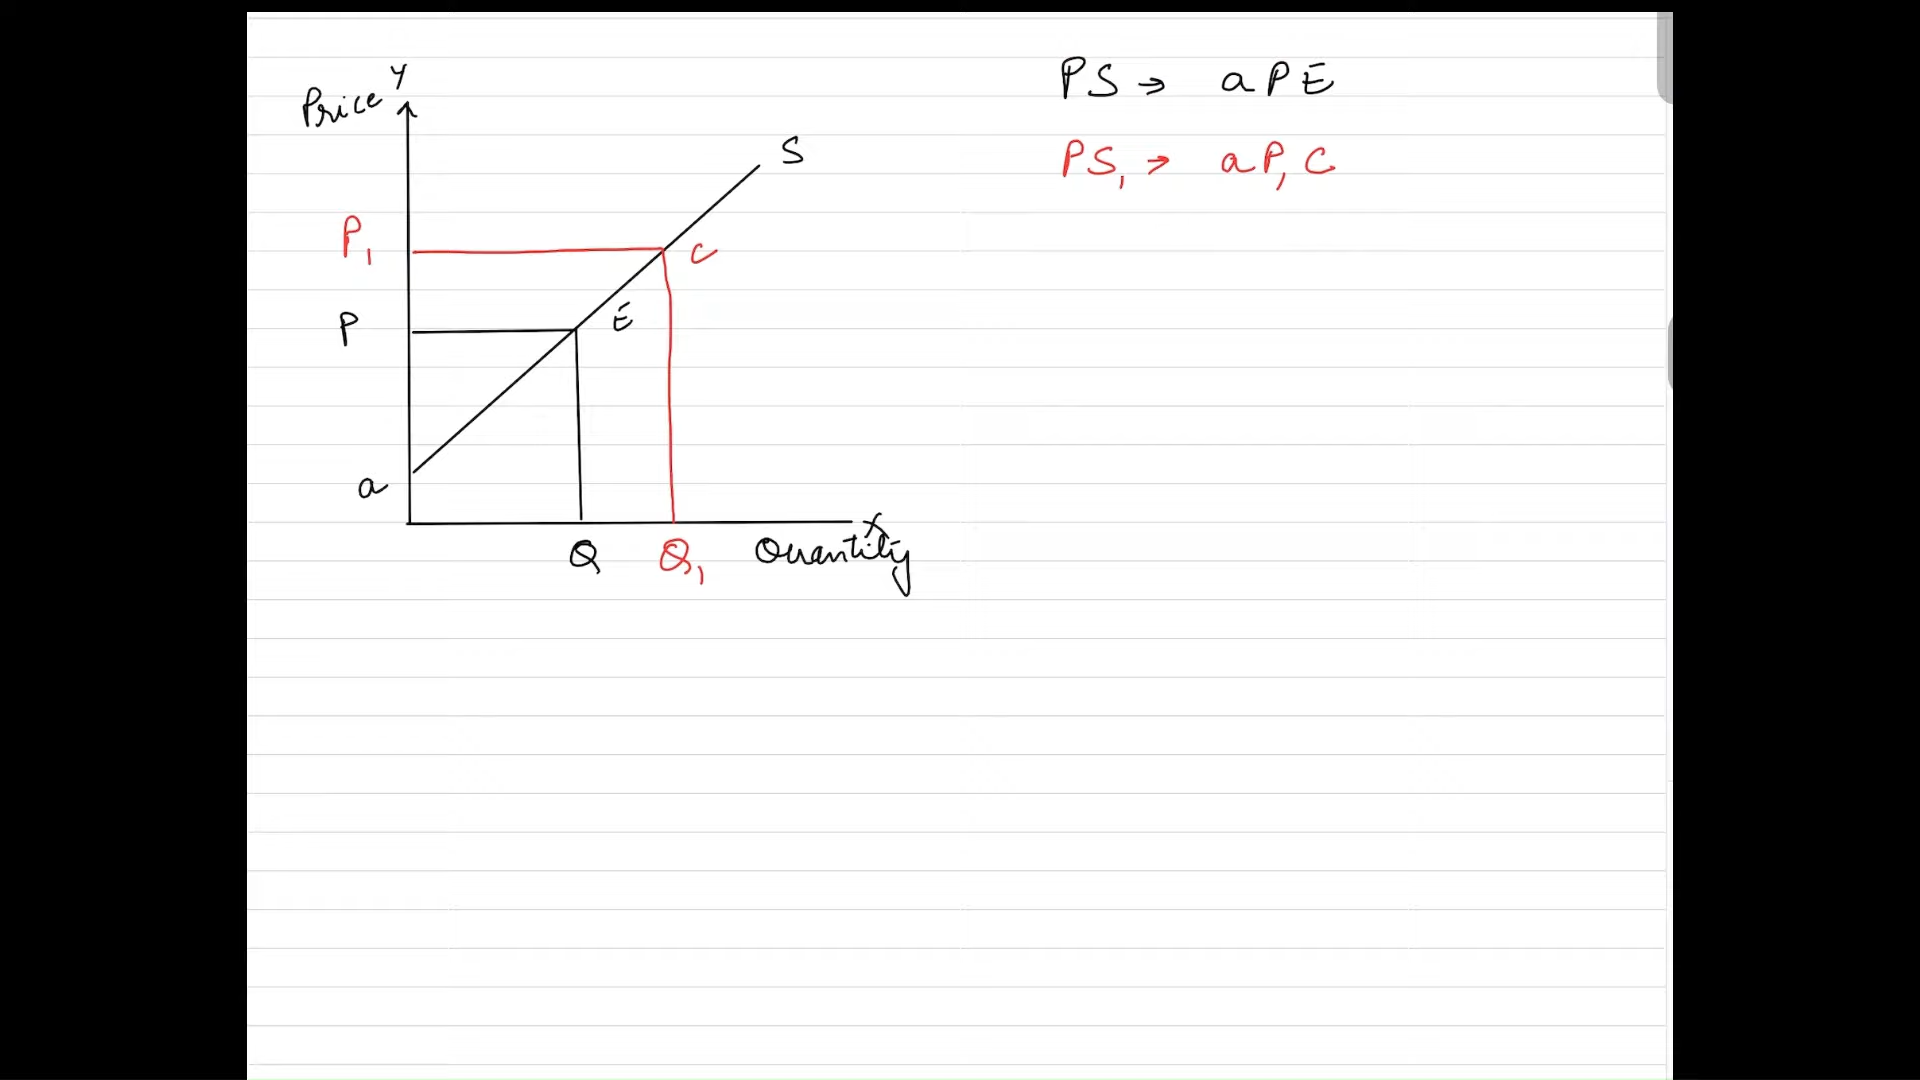 Y
Price
PS → aPE
S
PS₁ → aP₁C
P₁
C
P
E
a
X
Q
Q₁
Quantity